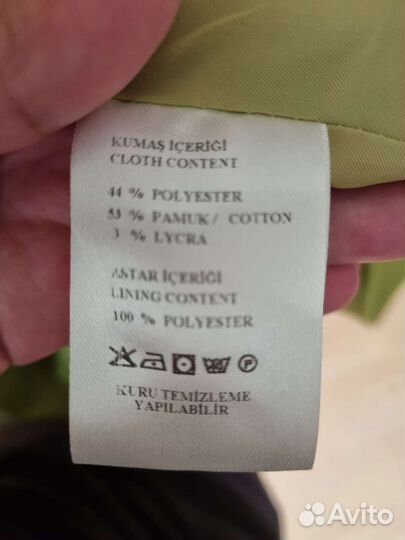 KUMAŞ İÇERİĞİ
CLOTH CONTENT
44 % POLYESTER
53 % PAMUK / COTTON
3 % LYCRA
ASTAR İÇERİĞİ
LINING CONTENT
100 % POLYESTER
P
KURU TEMİZLEME
YAPILABİLİR
Avito